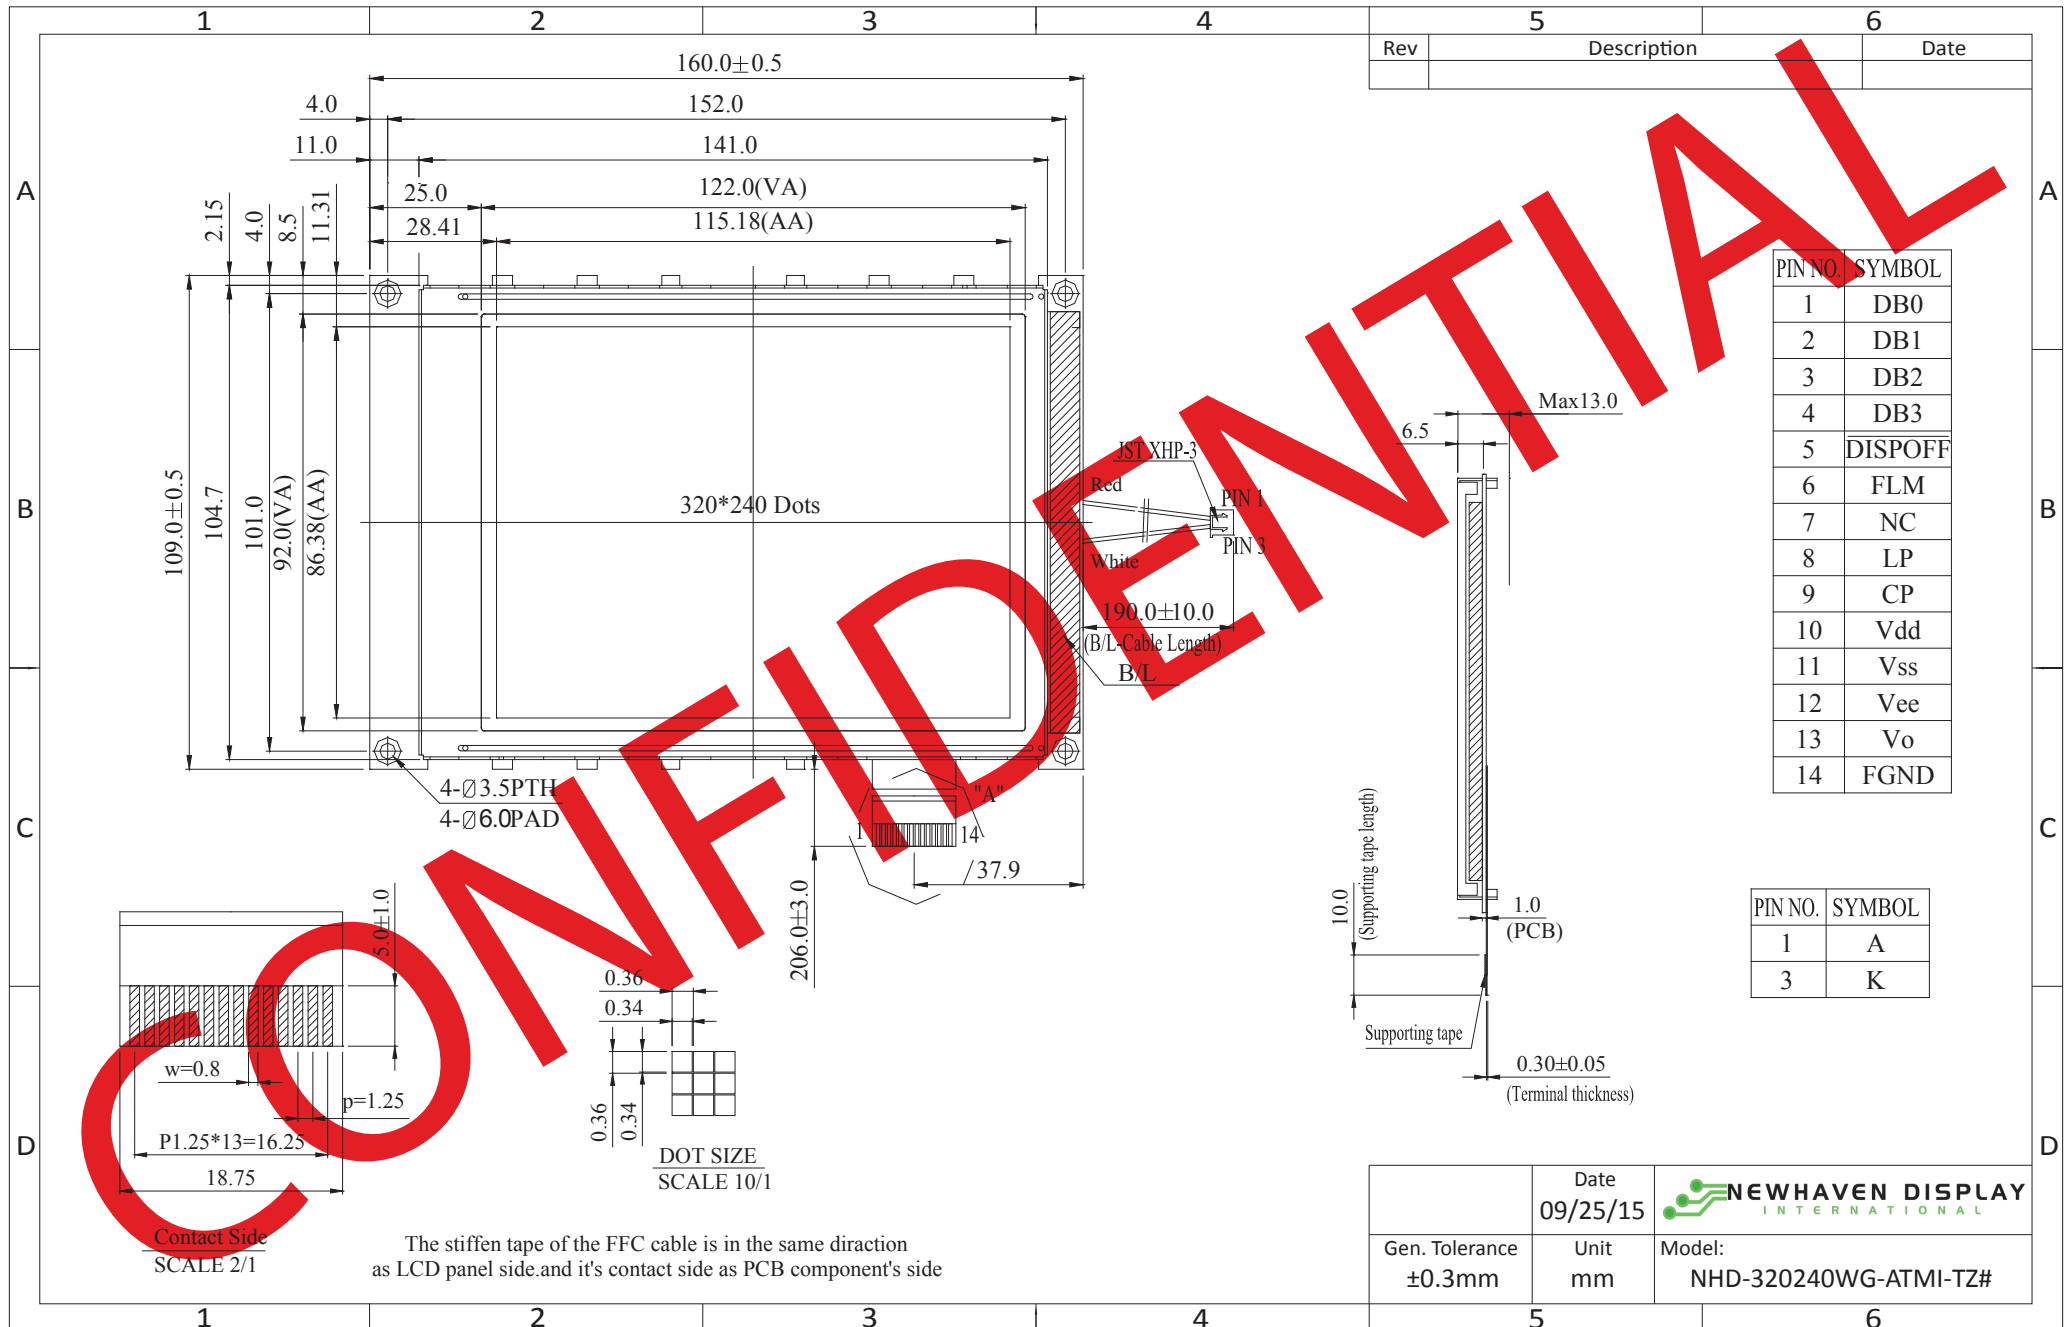 1 2 3 4 5 6
Rev Description Date
160.0±0.5
4.0 152.0
11.0 141.0
25.0 122.0(VA)
28.41 115.18(AA)
2.15
4.0
8.5
11.31
A A
109.0±0.5
104.7
101.0
92.0(VA)
86.38(AA)
320*240 Dots
B B
JST XHP-3
Red
PIN 1
PIN 3
White
190.0±10.0
(B/L-Cable Length)
B/L
Max13.0
6.5
PIN NO. SYMBOL
1 DB0
2 DB1
3 DB2
4 DB3
5 DISPOFF
6 FLM
7 NC
8 LP
9 CP
10 Vdd
11 Vss
12 Vee
13 Vo
14 FGND
4-Ø3.5PTH
4-Ø6.0PAD
"A"
1 14
37.9
206.0±3.0
C C
10.0
(Supporting tape length)
1.0
(PCB)
Supporting tape
0.30±0.05
(Terminal thickness)
PIN NO. SYMBOL
1 A
3 K
5.0±1.0
w=0.8
p=1.25
P1.25*13=16.25
18.75
Contact Side
SCALE 2/1
0.36
0.34
0.36
0.34
DOT SIZE
SCALE 10/1
D D
The stiffen tape of the FFC cable is in the same direction
as LCD panel side.and it's contact side as PCB component's side
CONFIDENTIAL
Date
09/25/15
NEWHAVEN DISPLAY
INTERNATIONAL
Gen. Tolerance
±0.3mm
Unit
mm
Model:
NHD-320240WG-ATMI-TZ#
1 2 3 4 5 6